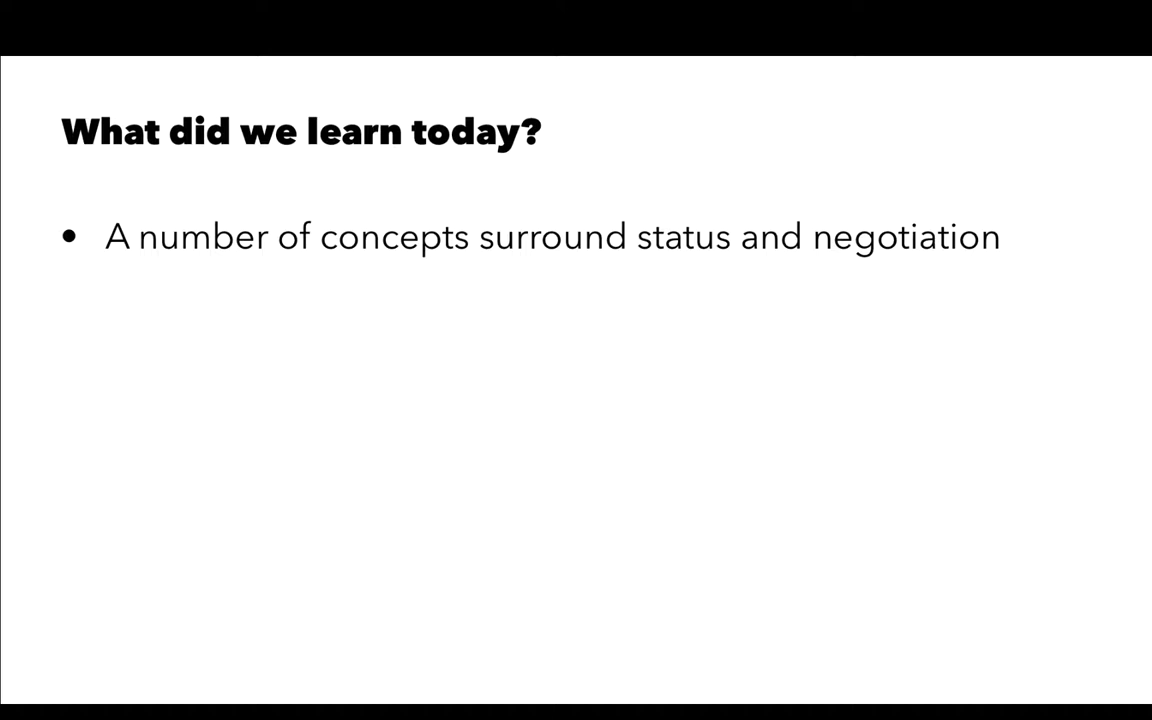 What did we learn today?
• A number of concepts surround status and negotiation